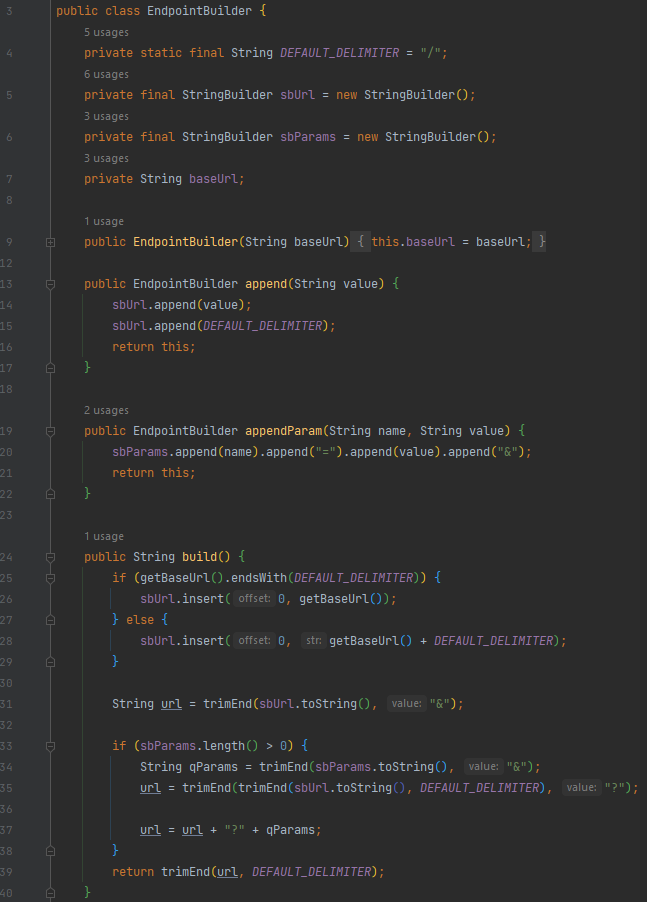 3 public class EndpointBuilder {
5 usages
4 private static final String DEFAULT_DELIMITER = "/";
6 usages
5 private final StringBuilder sbUrl = new StringBuilder();
3 usages
6 private final StringBuilder sbParams = new StringBuilder();
3 usages
7 private String baseUrl;
8
1 usage
9 public EndpointBuilder(String baseUrl) { this.baseUrl = baseUrl; }
12
13 public EndpointBuilder append(String value) {
14 sbUrl.append(value);
15 sbUrl.append(DEFAULT_DELIMITER);
16 return this;
17 }
18
2 usages
19 public EndpointBuilder appendParam(String name, String value) {
20 sbParams.append(name).append("=").append(value).append("&");
21 return this;
22 }
23
1 usage
24 public String build() {
25 if (getBaseUrl().endsWith(DEFAULT_DELIMITER)) {
26 sbUrl.insert( offset: 0, getBaseUrl());
27 } else {
28 sbUrl.insert( offset: 0, str: getBaseUrl() + DEFAULT_DELIMITER);
29 }
30
31 String url = trimEnd(sbUrl.toString(), value: "&");
32
33 if (sbParams.length() > 0) {
34 String qParams = trimEnd(sbParams.toString(), value: "&");
35 url = trimEnd(trimEnd(sbUrl.toString(), DEFAULT_DELIMITER), value: "?");
36
37 url = url + "?" + qParams;
38 }
39 return trimEnd(url, DEFAULT_DELIMITER);
40 }